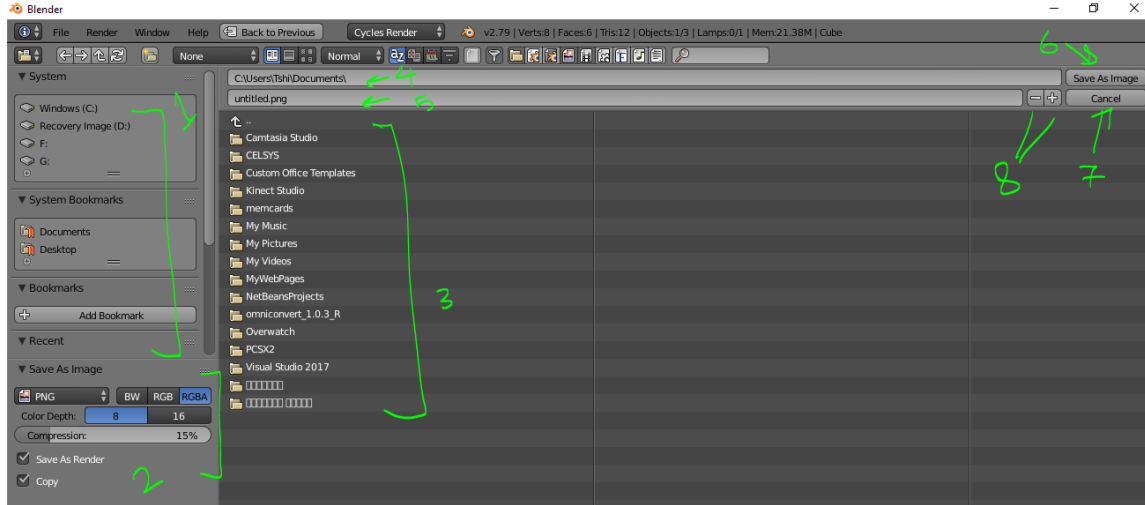 Blender
File Render Window Help Back to Previous Cycles Render v2.79 | Verts:8 | Faces:6 | Tris:12 | Objects:1/3 | Lamps:0/1 | Mem:21.38M | Cube
6
None Normal
System
C:\Users\Tshi\Documents\
4
Save As Image
1
Windows (C:)
untitled.png
5
Cancel
Recovery Image (D:)
F:
G:
8
7
..
Camtasia Studio
CELSYS
Custom Office Templates
Kinect Studio
memcards
My Music
My Pictures
My Videos
MyWebPages
NetBeansProjects
omniconvert_1.0.3_R
Overwatch
PCSX2
Visual Studio 2017
3
System Bookmarks
Documents
Desktop
Bookmarks
Add Bookmark
Recent
Save As Image
PNG BW RGB RGBA
Color Depth: 8 16
Compression: 15%
Save As Render
Copy
2